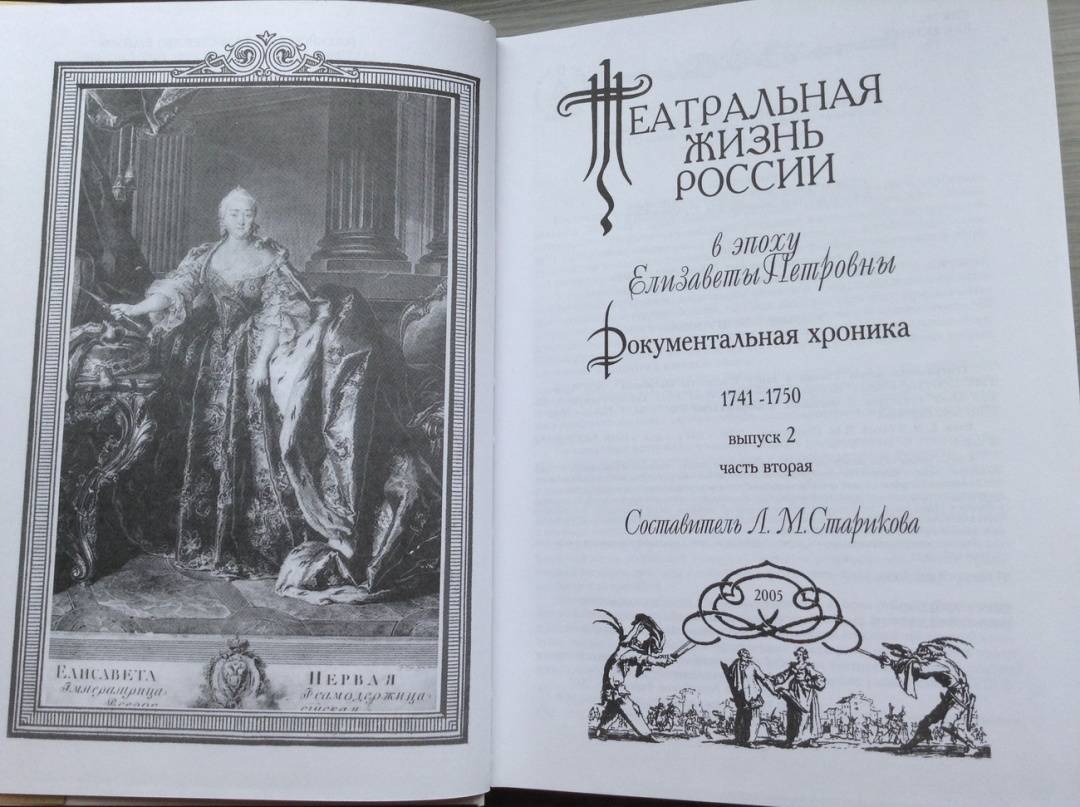 Елисавета Первая
Императрица Ісамодержица
ТЕАТРАЛЬНАЯ
ЖИЗНЬ
РОССИИ
в эпоху
Елизаветы Петровны
Документальная хроника
1741-1750
выпуск 2
часть вторая
Составитель Л. М. Старикова
2005